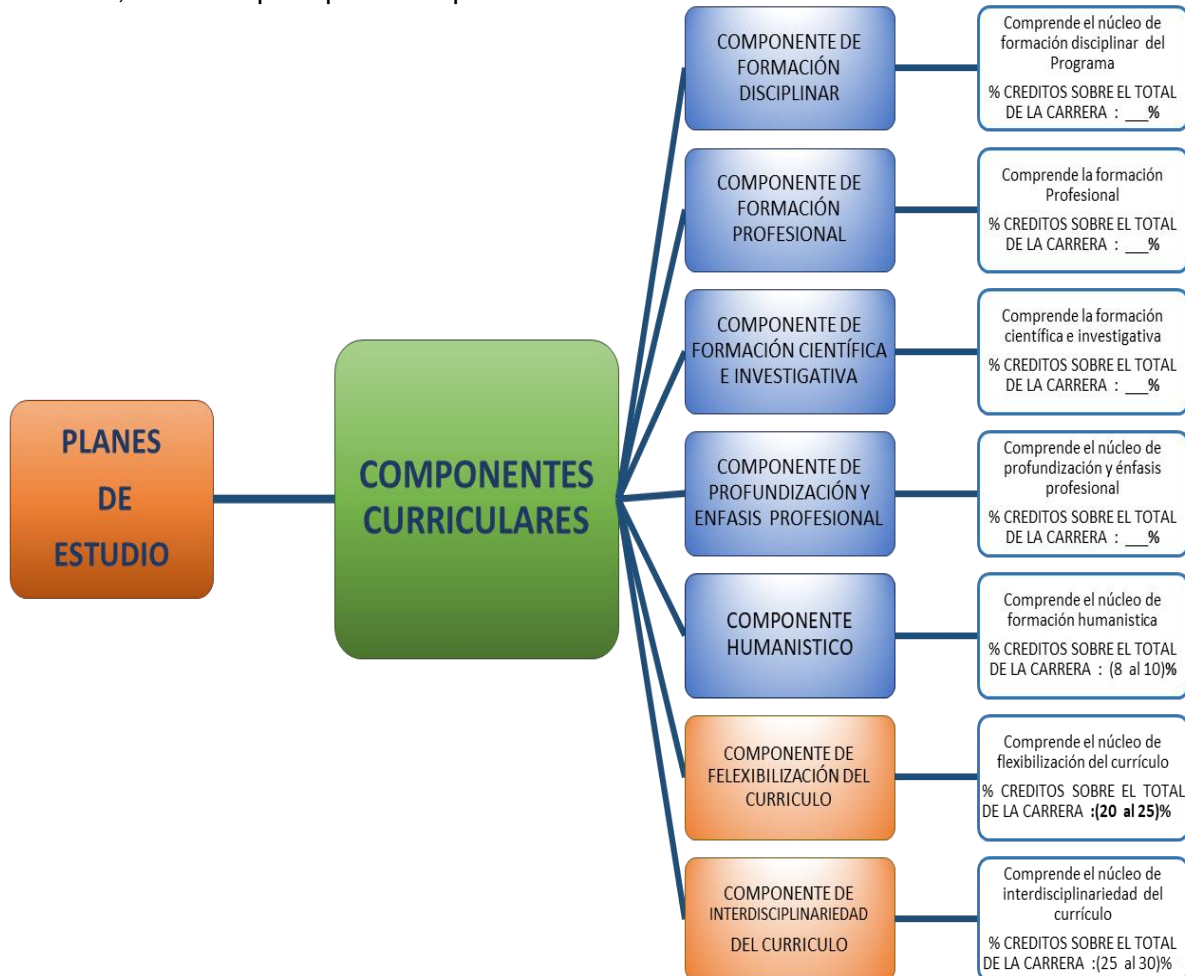 PLANES
DE
ESTUDIO
COMPONENTES
CURRICULARES
COMPONENTE DE
FORMACIÓN
DISCIPLINAR
Comprende el núcleo de
formación disciplinar del
Programa
% CREDITOS SOBRE EL TOTAL
DE LA CARRERA : ___%
COMPONENTE DE
FORMACIÓN
PROFESIONAL
Comprende la formación
Profesional
% CREDITOS SOBRE EL TOTAL
DE LA CARRERA : ___%
COMPONENTE DE
FORMACIÓN CIENTÍFICA
E INVESTIGATIVA
Comprende la formación
científica e investigativa
% CREDITOS SOBRE EL TOTAL
DE LA CARRERA : ___%
COMPONENTE DE
PROFUNDIZACIÓN Y
ENFASIS PROFESIONAL
Comprende el núcleo de
profundización y énfasis
profesional
% CREDITOS SOBRE EL TOTAL
DE LA CARRERA : ___%
COMPONENTE
HUMANISTICO
Comprende el núcleo de
formación humanistica
% CREDITOS SOBRE EL TOTAL
DE LA CARRERA : (8 al 10)%
COMPONENTE DE
FELEXIBILIZACIÓN DEL
CURRICULO
Comprende el núcleo de
flexibilización del currículo
% CREDITOS SOBRE EL TOTAL
DE LA CARRERA :(20 al 25)%
COMPONENTE DE
INTERDISCIPLINARIEDAD
DEL CURRICULO
Comprende el núcleo de
interdisciplinariedad del
currículo
% CREDITOS SOBRE EL TOTAL
DE LA CARRERA :(25 al 30)%